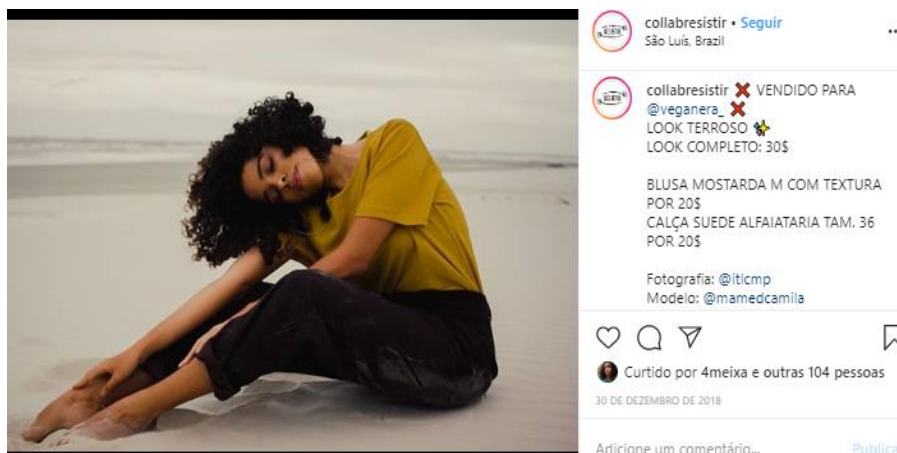 collabresistir • Seguir
São Luís, Brazil
collabresistir ❌ VENDIDO PARA
@veganera_ ❌
LOOK TERROSO ✨
LOOK COMPLETO: 30$
BLUSA MOSTARDA M COM TEXTURA
POR 20$
CALÇA SUEDE ALFAIATARIA TAM. 36
POR 20$
Fotografia: @itlcmp
Modelo: @mamedcamila
Curtido por 4meixa e outras 104 pessoas
30 DE DEZEMBRO DE 2018
Adicione um comentário...